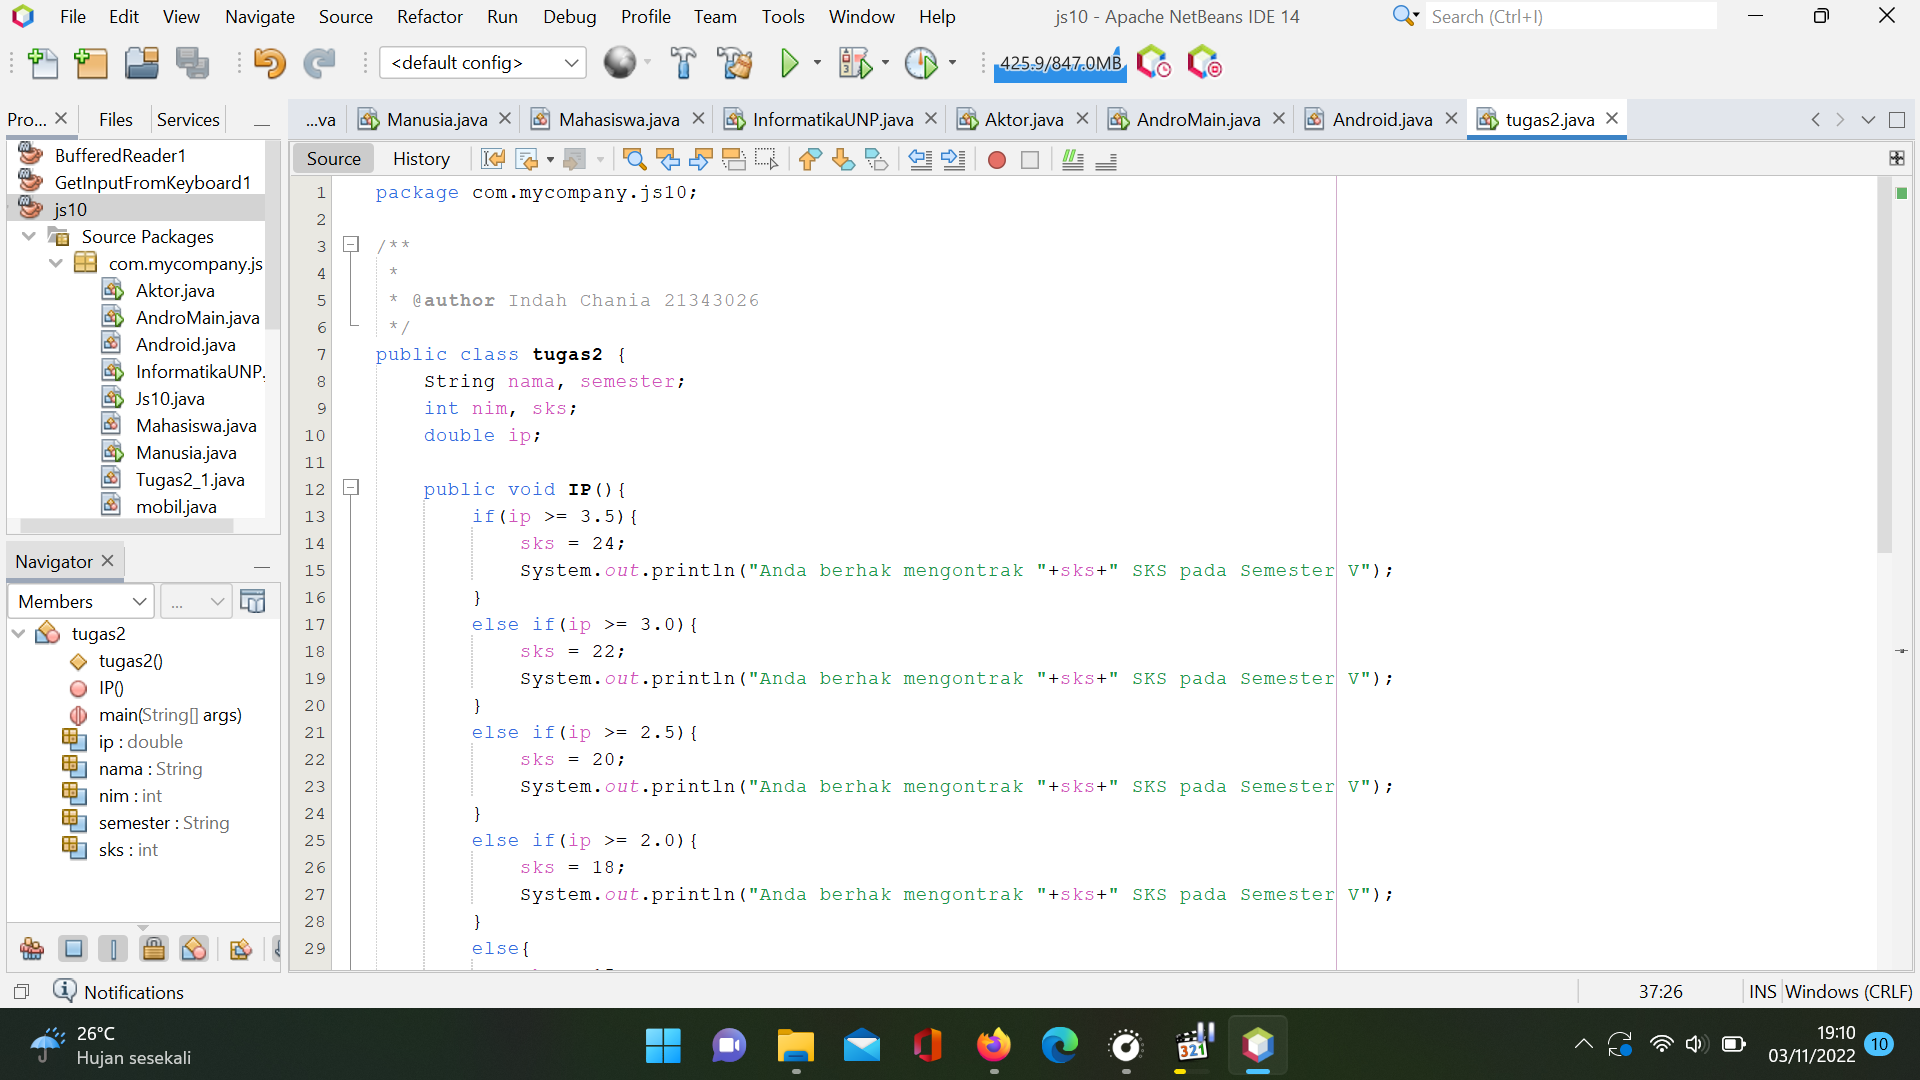 File Edit View Navigate Source Refactor Run Debug Profile Team Tools Window Help
js10 - Apache NetBeans IDE 14
Search (Ctrl+I)
<default config>
425.9/847.0MB
Pro... Files Services
...va Manusia.java Mahasiswa.java InformatikaUNP.java Aktor.java AndroMain.java Android.java tugas2.java
Source History
BufferedReader1
GetInputFromKeyboard1
js10
Source Packages
com.mycompany.js
Aktor.java
AndroMain.java
Android.java
InformatikaUNP.
Js10.java
Mahasiswa.java
Manusia.java
Tugas2_1.java
mobil.java
Navigator
Members
...
tugas2
tugas2()
IP()
main(String[] args)
ip : double
nama : String
nim : int
semester : String
sks : int
1 package com.mycompany.js10;
2
3 /**
4 *
5 * @author Indah Chania 21343026
6 */
7 public class tugas2 {
8 String nama, semester;
9 int nim, sks;
10 double ip;
11
12 public void IP(){
13 if(ip >= 3.5){
14 sks = 24;
15 System.out.println("Anda berhak mengontrak "+sks+" SKS pada Semester V");
16 }
17 else if(ip >= 3.0){
18 sks = 22;
19 System.out.println("Anda berhak mengontrak "+sks+" SKS pada Semester V");
20 }
21 else if(ip >= 2.5){
22 sks = 20;
23 System.out.println("Anda berhak mengontrak "+sks+" SKS pada Semester V");
24 }
25 else if(ip >= 2.0){
26 sks = 18;
27 System.out.println("Anda berhak mengontrak "+sks+" SKS pada Semester V");
28 }
29 else{
Notifications
37:26 INS Windows (CRLF)
26°C
Hujan sesekali
321
19:10
03/11/2022
10